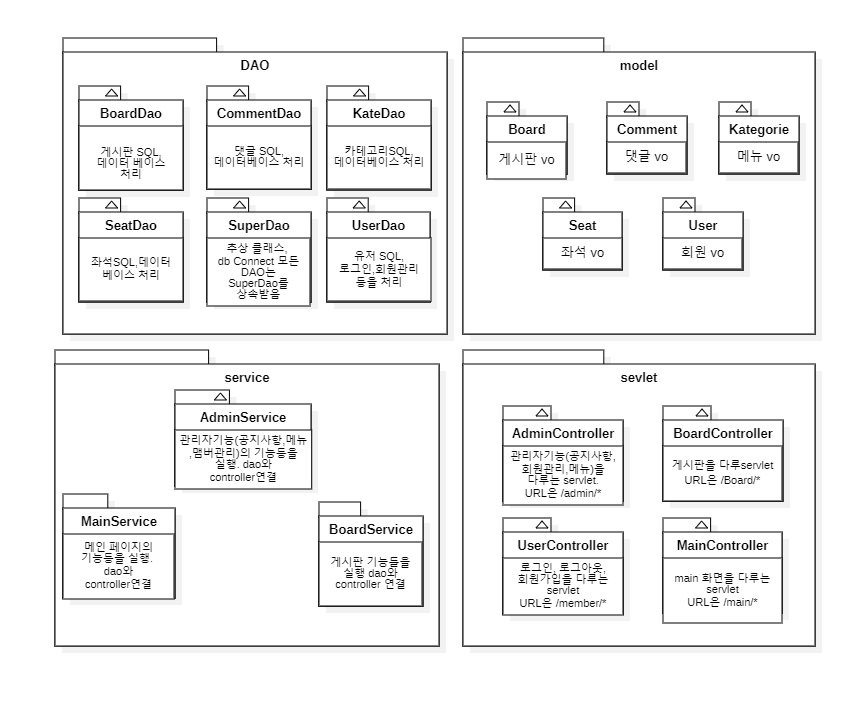 DAO
BoardDao
게시판 SQL,
데이터 베이스
처리
CommentDao
댓글 SQL,
데이터베이스 처리
KateDao
카테고리SQL,
데이터베이스 처리
SeatDao
좌석SQL,데이터
베이스 처리
SuperDao
추상 클래스,
db Connect 모든
DAO는
SuperDao를
상속받음
UserDao
유저 SQL,
로그인,회원관리
등을 처리
model
Board
게시판 vo
Comment
댓글 vo
Kategorie
메뉴 vo
Seat
좌석 vo
User
회원 vo
service
AdminService
관리자기능(공지사항,메뉴
,맴버관리)의 기능등을
실행. dao와
controller연결
MainService
메인 페이지의
기능등을 실행.
dao와
controller연결
BoardService
게시판 기능들을
실행 dao와
controller 연결
sevlet
AdminController
관리자기능(공지사항,
회원관리,메뉴)을
다루는 servlet.
URL은 /admin/*
BoardController
게시판을 다루servlet
URL은 /Board/*
UserController
로그인, 로그아웃,
회원가입을 다루는
servlet
URL은 /member/*
MainController
main 화면을 다루는
servlet
URL은 /main/*